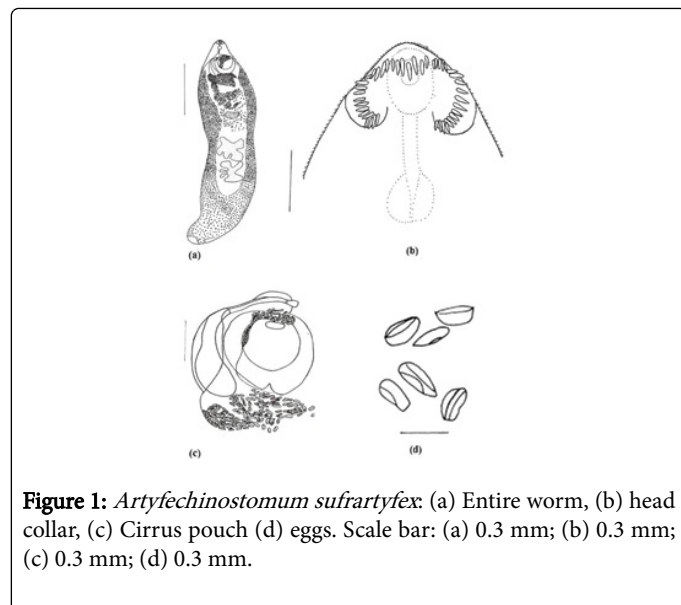 (a)
(b)
(c)
(d)
Figure 1: Artyfechinostomum sufrartyfex: (a) Entire worm, (b) head
collar, (c) Cirrus pouch (d) eggs. Scale bar: (a) 0.3 mm; (b) 0.3 mm;
(c) 0.3 mm; (d) 0.3 mm.